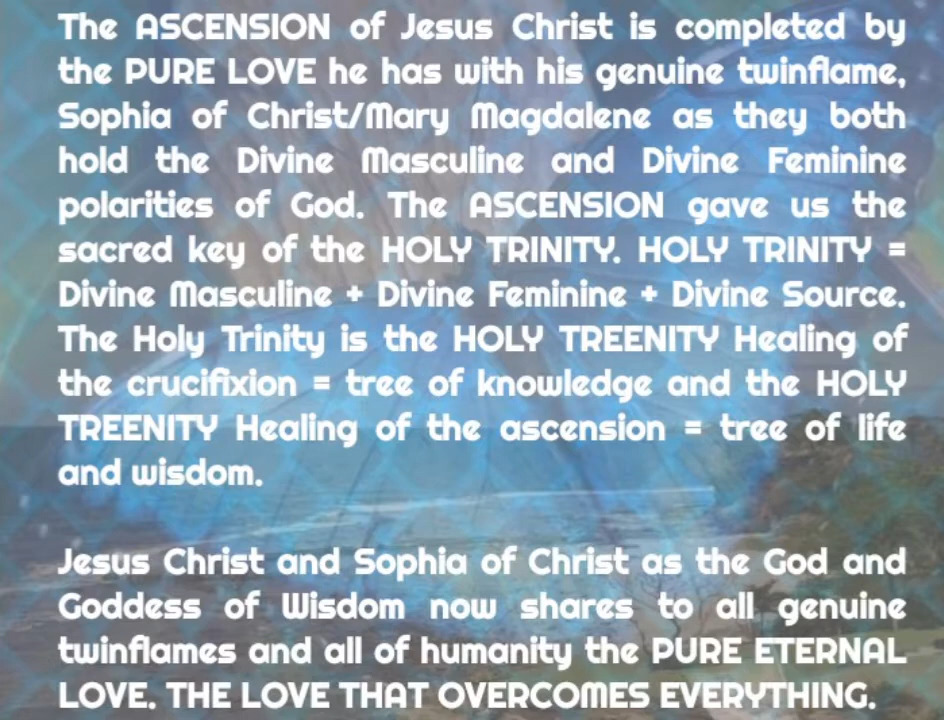 The ASCENSION of Jesus Christ is completed by
the PURE LOVE he has with his genuine twinflame,
Sophia of Christ/Mary Magdalene as they both
hold the Divine Masculine and Divine Feminine
polarities of God. The ASCENSION gave us the
sacred key of the HOLY TRINITY. HOLY TRINITY =
Divine Masculine + Divine Feminine + Divine Source.
The Holy Trinity is the HOLY TREENITY Healing of
the crucifixion = tree of knowledge and the HOLY
TREENITY Healing of the ascension = tree of life
and wisdom.
Jesus Christ and Sophia of Christ as the God and
Goddess of Wisdom now shares to all genuine
twinflames and all of humanity the PURE ETERNAL
LOVE. THE LOVE THAT OVERCOMES EVERYTHING.